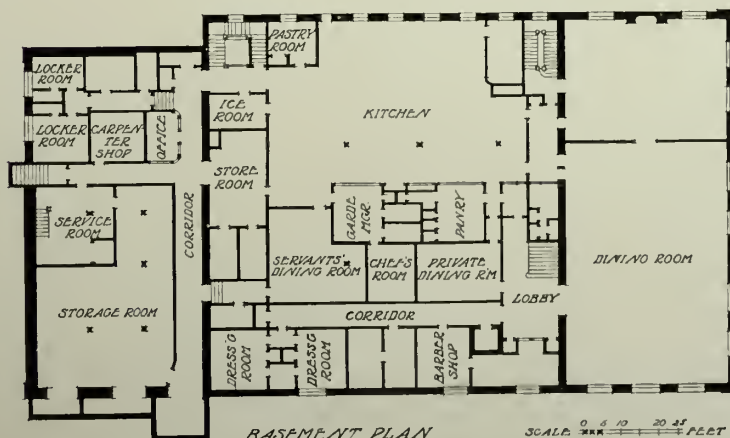 PASTRY
ROOM
LOCKER
ROOM
ICE
ROOM
KITCHEN
LOCKER
ROOM
CARPEN-
TER
SHOP
OFFICE
STORE
ROOM
CORRIDOR
GARDE
MGR.
PANRY
SERVICE
ROOM
SERVANTS'
DINING ROOM
CHEF'S
ROOM
PRIVATE
DINING R'M
DINING ROOM
LOBBY
STORAGE ROOM
CORRIDOR
DRESS'G
ROOM
DRESS'G
ROOM
BARBER
SHOP
BASEMENT PLAN
SCALE 0 5 10 20 25 FEET